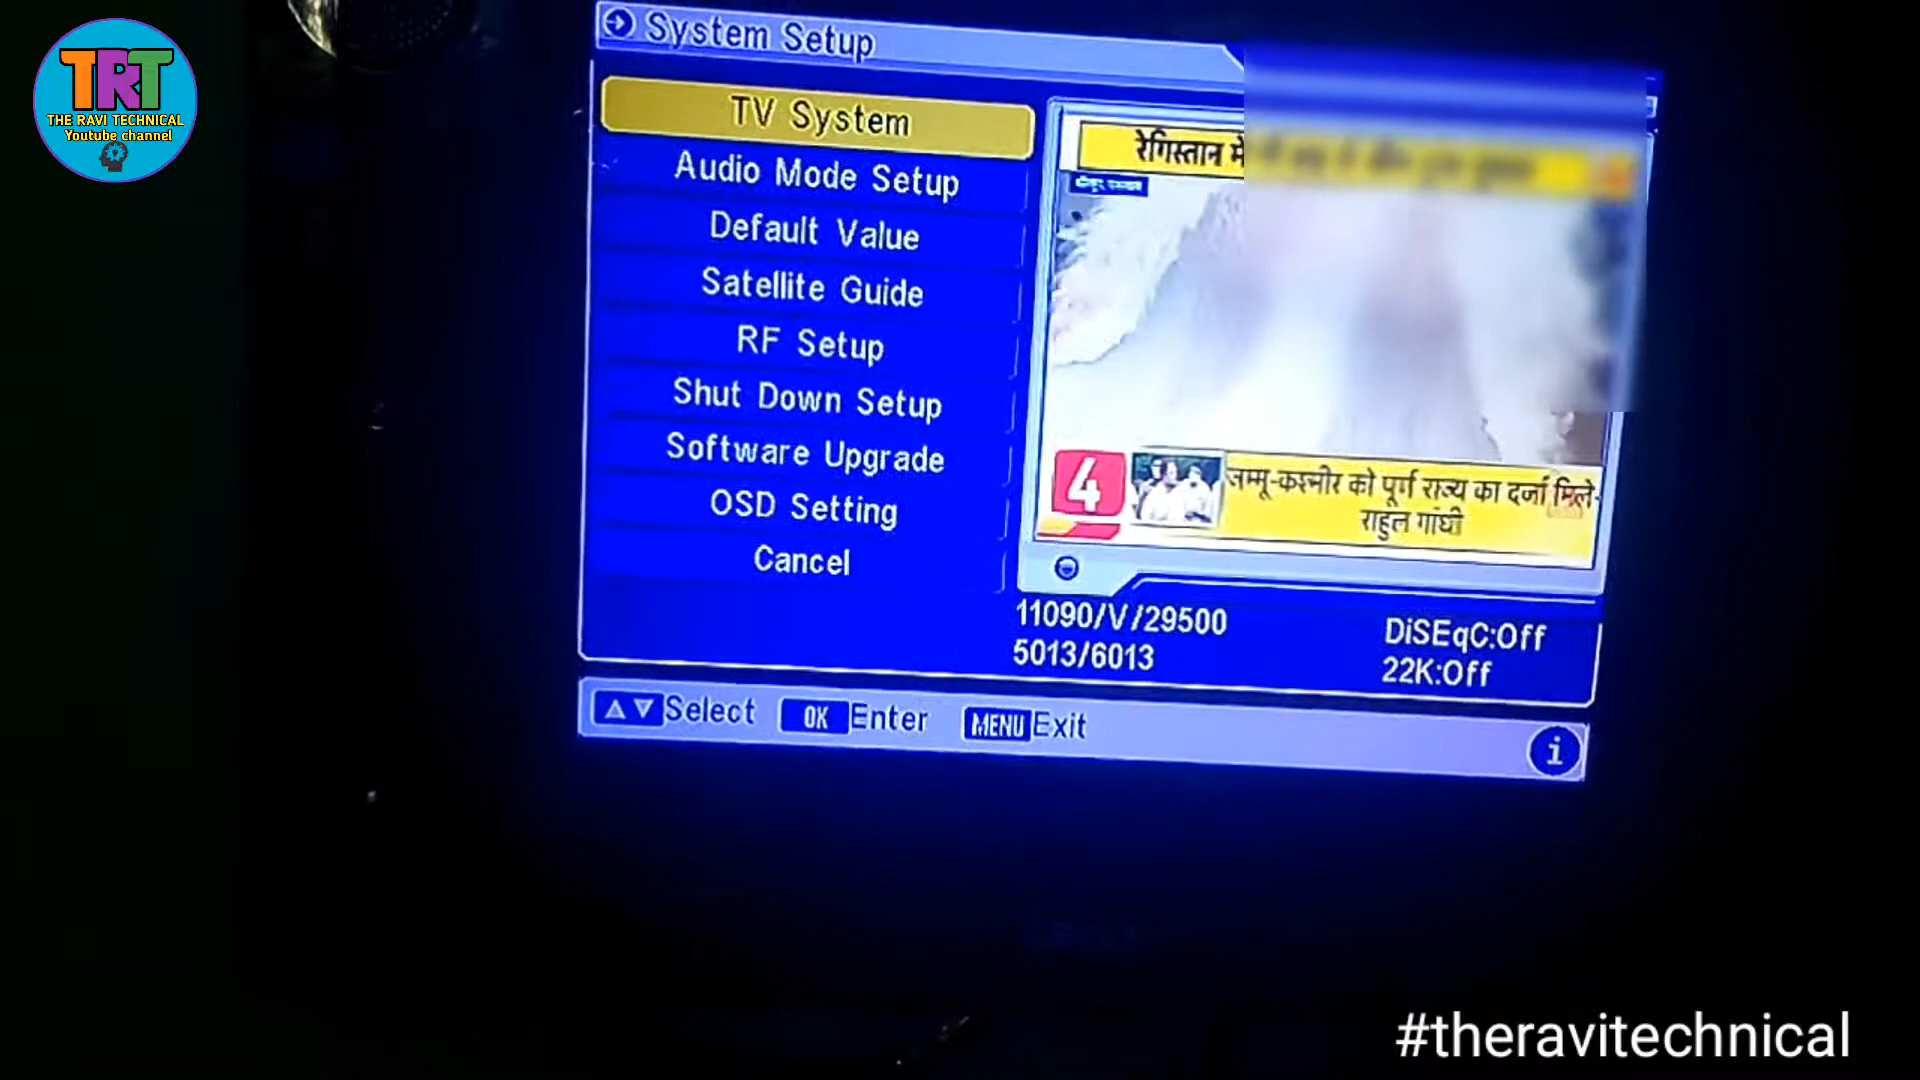 TRT
THE RAVI TECHNICAL
Youtube channel
System Setup
TV System
Audio Mode Setup
Default Value
Satellite Guide
RF Setup
Shut Down Setup
Software Upgrade
OSD Setting
Cancel
रेगिस्तान में
4
जम्मू-कश्मीर को पूर्ण राज्य का दर्जा मिले-
राहुल गांधी
11090/V/29500
5013/6013
DiSEqC:Off
22K:Off
Select OK Enter MENU Exit
i
#theravitechnical